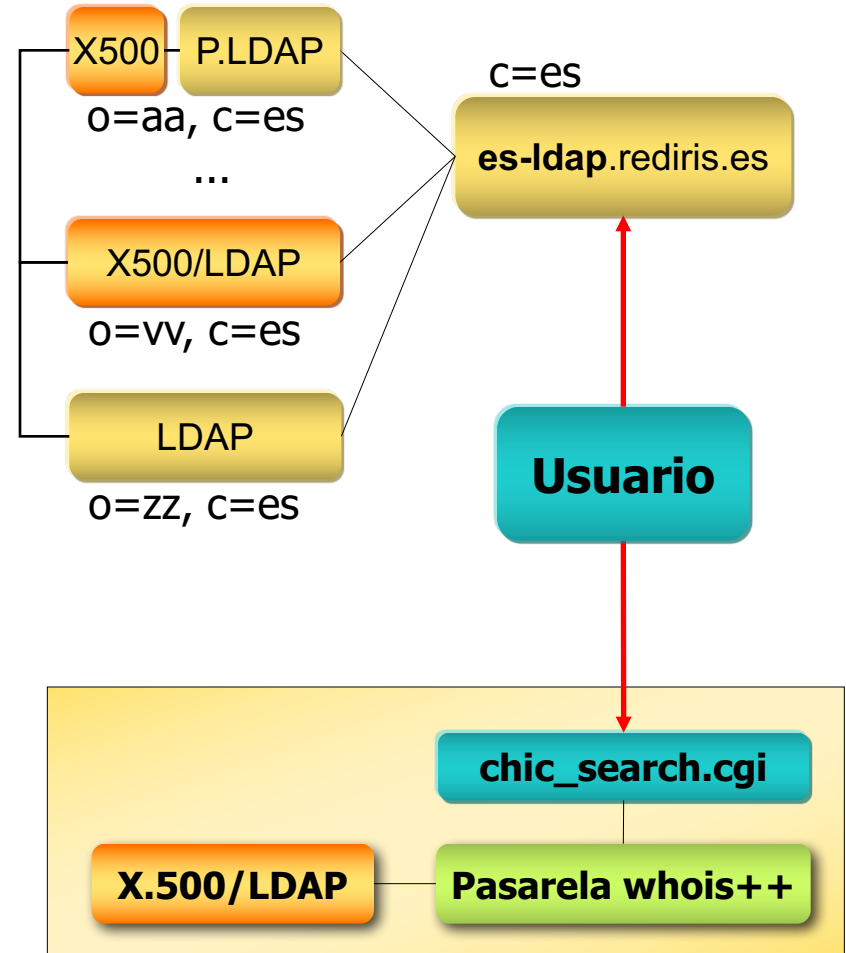 X500
P.LDAP
o=aa, c=es
...
X500/LDAP
o=vv, c=es
LDAP
o=zz, c=es
c=es
es-ldap.rediris.es
Usuario
chic_search.cgi
X.500/LDAP
Pasarela whois++